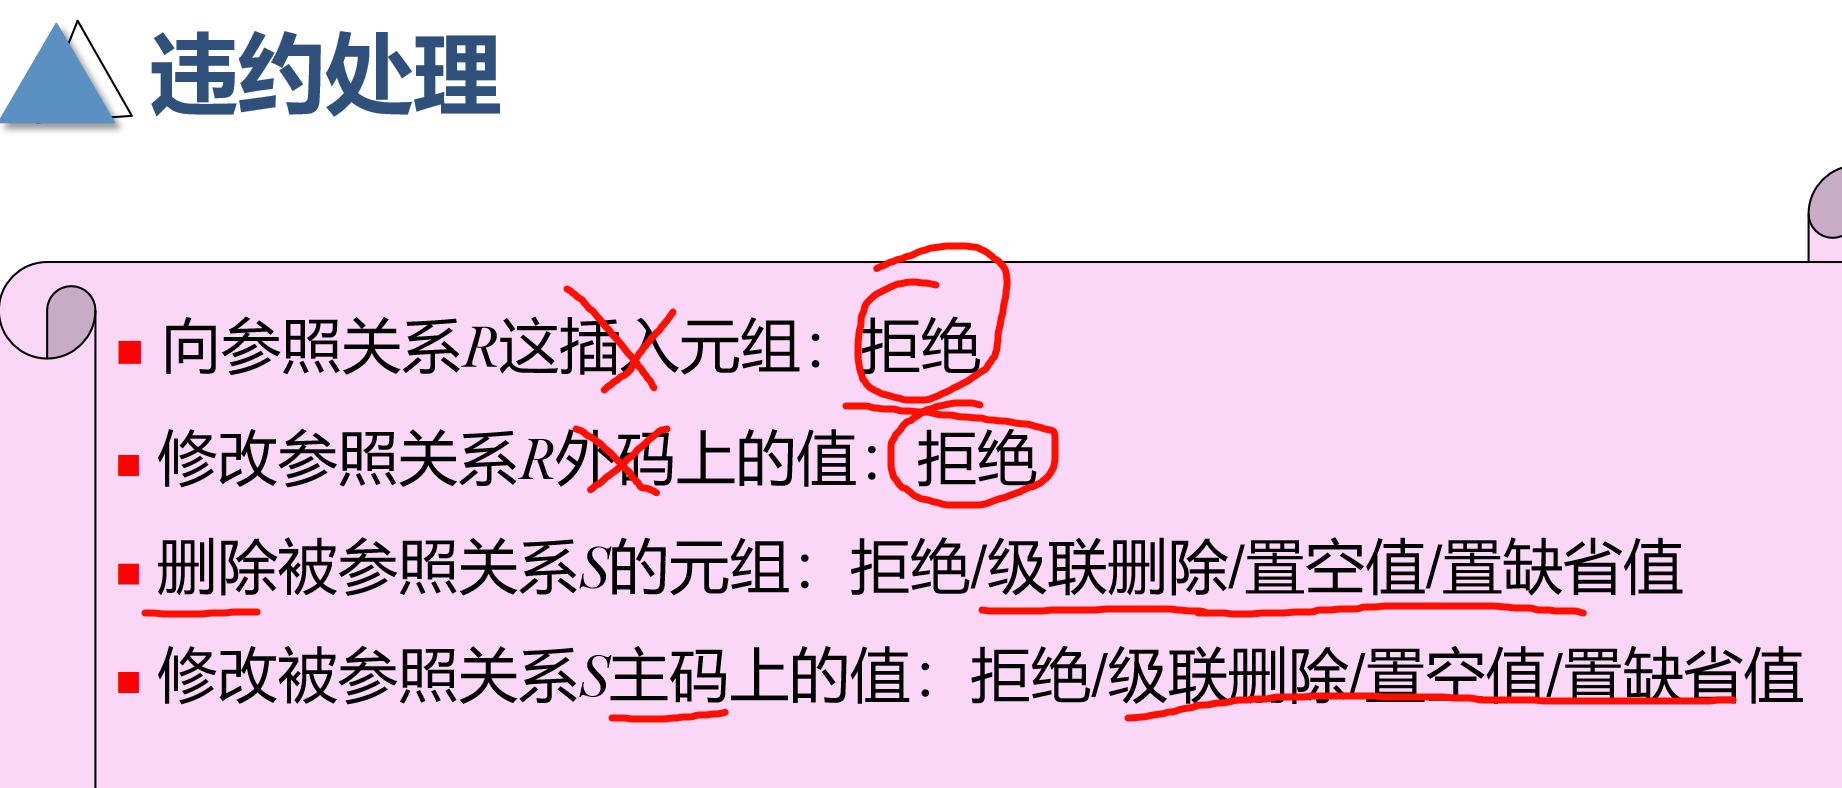 违约处理
向参照关系R这插入元组：拒绝
修改参照关系R外码上的值：拒绝
删除被参照关系S的元组：拒绝/级联删除/置空值/置缺省值
修改被参照关系S主码上的值：拒绝/级联删除/置空值/置缺省值